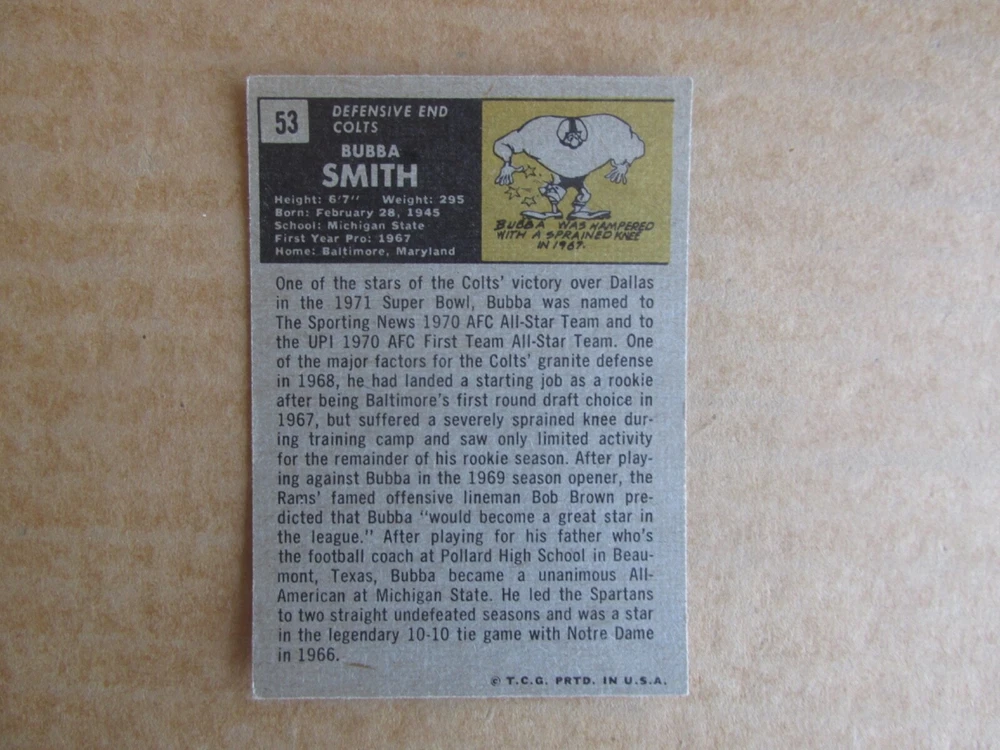 53
DEFENSIVE END
COLTS
BUBBA
SMITH
Height: 6'7" Weight: 295
Born: February 28, 1945
School: Michigan State
First Year Pro: 1967
Home: Baltimore, Maryland
BUBBA WAS HAMPERED
WITH A SPRAINED KNEE
IN 1967.
One of the stars of the Colts' victory over Dallas
in the 1971 Super Bowl, Bubba was named to
The Sporting News 1970 AFC All-Star Team and to
the UPI 1970 AFC First Team All-Star Team. One
of the major factors for the Colts' granite defense
in 1968, he had landed a starting job as a rookie
after being Baltimore's first round draft choice in
1967, but suffered a severely sprained knee dur-
ing training camp and saw only limited activity
for the remainder of his rookie season. After play-
ing against Bubba in the 1969 season opener, the
Rams' famed offensive lineman Bob Brown pre-
dicted that Bubba "would become a great star in
the league." After playing for his father who's
the football coach at Pollard High School in Beau-
mont, Texas, Bubba became a unanimous All-
American at Michigan State. He led the Spartans
to two straight undefeated seasons and was a star
in the legendary 10-10 tie game with Notre Dame
in 1966.
© T.C.G. PRTD. IN U.S.A.